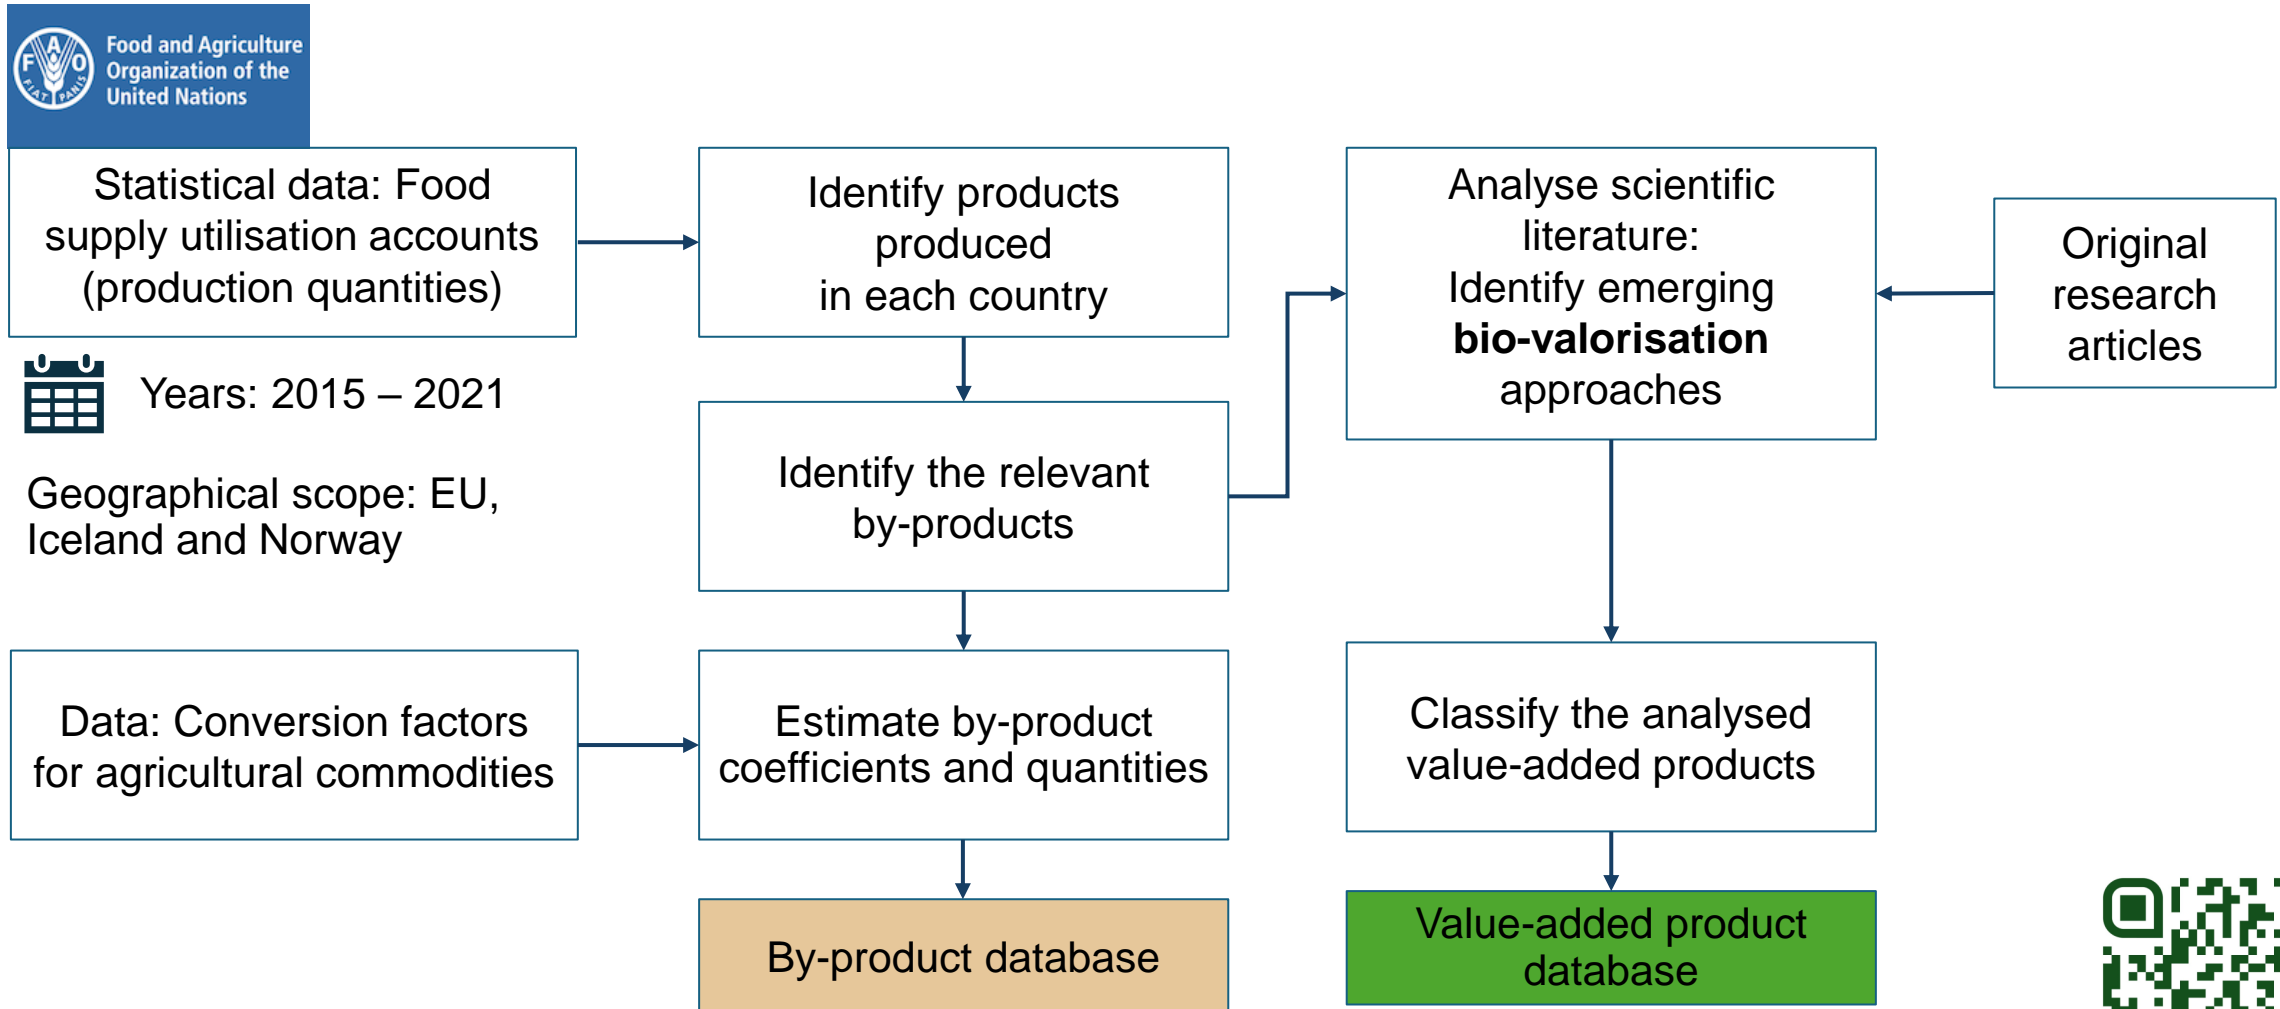 FAO
FIAT PANIS
Food and Agriculture
Organization of the
United Nations
Statistical data: Food
supply utilisation accounts
(production quantities)
Years: 2015 – 2021
Geographical scope: EU,
Iceland and Norway
Data: Conversion factors
for agricultural commodities
Identify products
produced
in each country
Identify the relevant
by-products
Estimate by-product
coefficients and quantities
By-product database
Analyse scientific
literature:
Identify emerging
bio-valorisation
approaches
Original
research
articles
Classify the analysed
value-added products
Value-added product
database